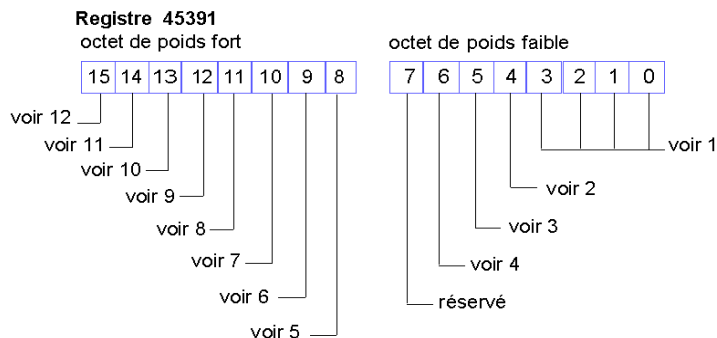 Registre 45391
octet de poids fort
octet de poids faible
15 14 13 12 11 10 9 8
7 6 5 4 3 2 1 0
voir 12
voir 11
voir 10
voir 9
voir 8
voir 7
voir 6
voir 5
voir 1
voir 2
voir 3
voir 4
réservé